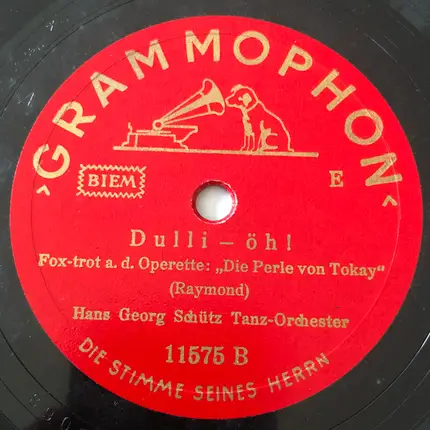 >GRAMMOPHON<
BIEM
E
Dulli – öh!
Fox-trot a. d. Operette: „Die Perle von Tokay“
(Raymond)
Hans Georg Schütz Tanz-Orchester
11575 B
DIE STIMME SEINES HERRN